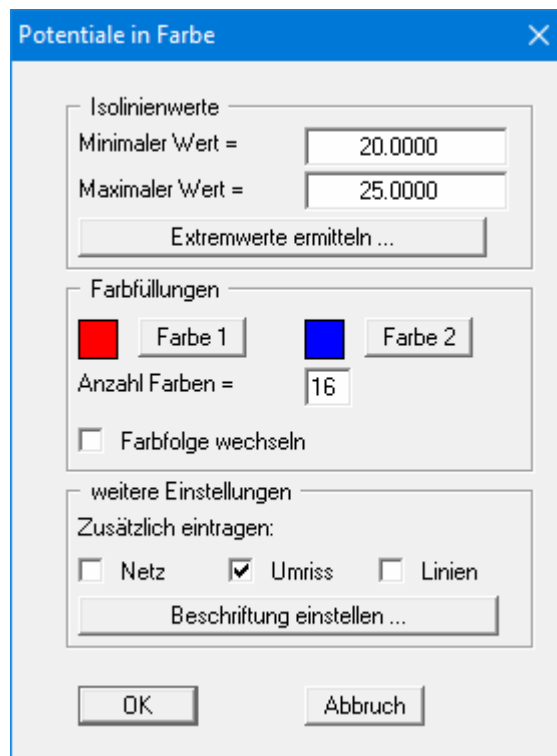 Potentiale in Farbe
Isolinienwerte
Minimaler Wert = 20.0000
Maximaler Wert = 25.0000
Extremwerte ermitteln ...
Farbfüllungen
Farbe 1 Farbe 2
Anzahl Farben = 16
Farbfolge wechseln
weitere Einstellungen
Zusätzlich eintragen:
Netz Umriss Linien
Beschriftung einstellen ...
OK Abbruch